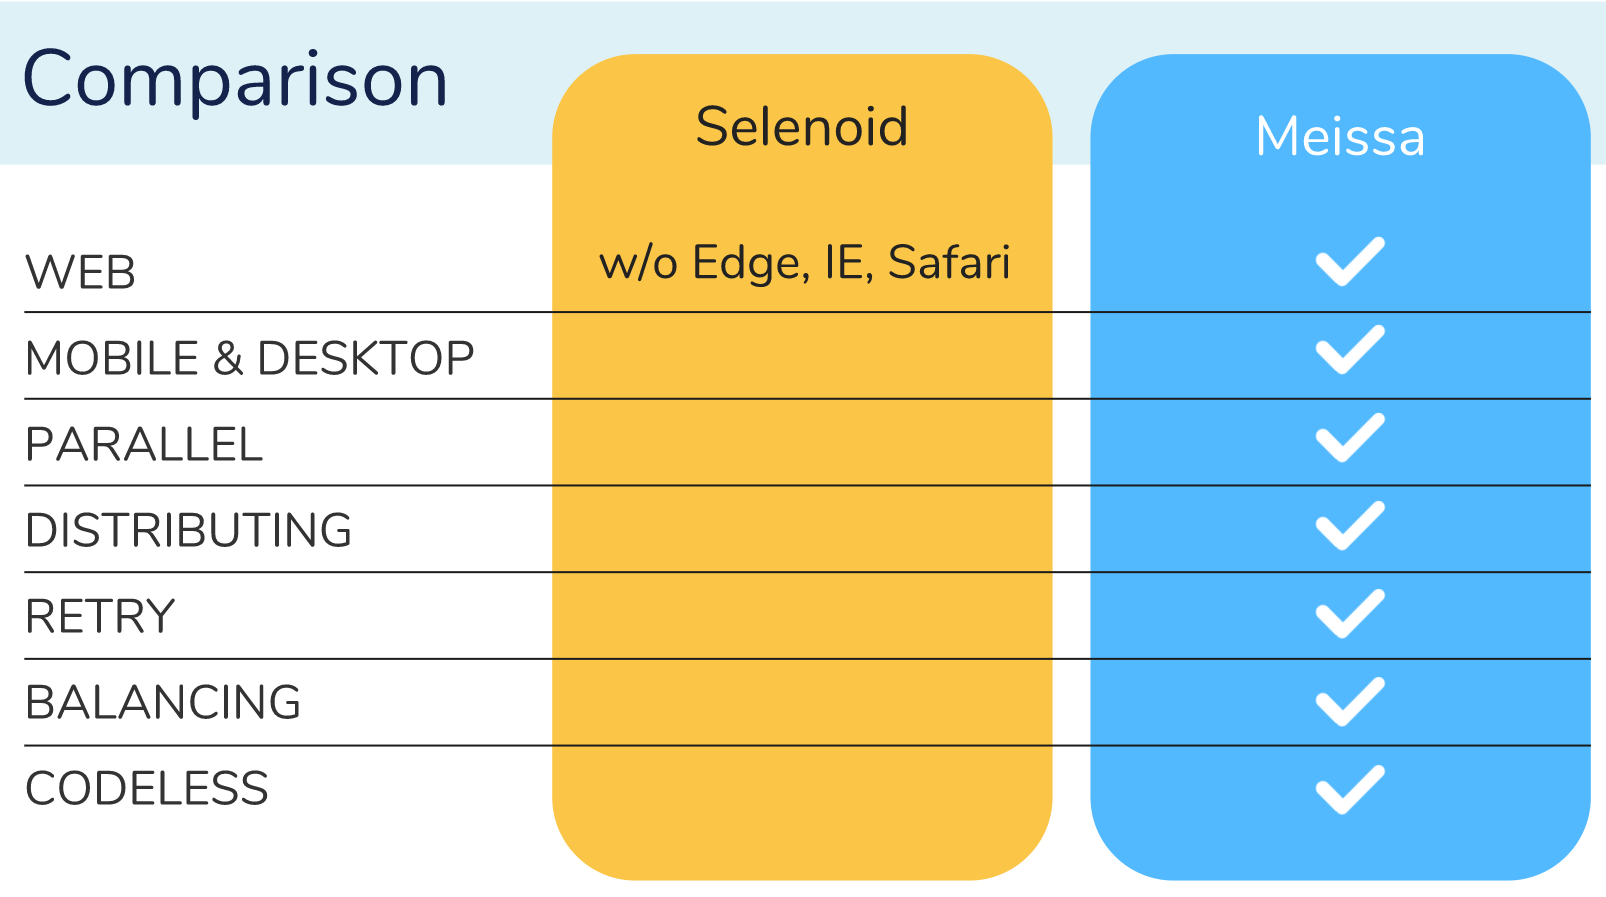 Comparison
Selenoid
Meissa
WEB
w/o Edge, IE, Safari
MOBILE & DESKTOP
PARALLEL
DISTRIBUTING
RETRY
BALANCING
CODELESS